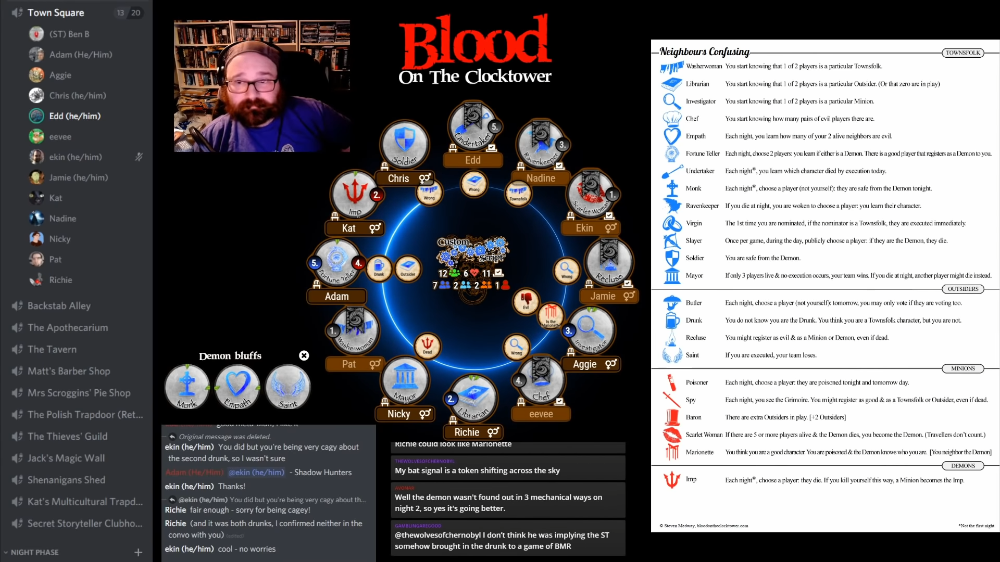 Town Square 13 20
(ST) Ben B
Adam (He/Him)
Aggie
Chris (he/him)
Edd (he/him)
eevee
ekin (he/him)
Jamie (he/him)
Kat
Nadine
Nicky
Pat
Richie
Backstab Alley
The Apothecarium
The Tavern
Matt's Barber Shop
Mrs Scroggins' Pie Shop
The Polish Trapdoor (Ret...
The Thieves' Guild
Jack's Magic Wall
Shenanigans Shed
Kat's Multicultural Trapd...
Secret Storyteller Clubho...
NIGHT PHASE
Blood
On The Clocktower
Undertaker
5.
Edd
Wrong
Ravenkeeper
3.
Nadine
Townsfolk
Scarlet Woman
1.
Ekin
Recluse
Jamie
Wrong
Investigator
3.
Aggie
Is the
Marionette
Evil
Chef
4.
eevee
Wrong
Librarian
2.
Richie
Mayor
Nicky
Dead
Washerwoman
1.
Pat
Fortune Teller
5.
4.
Adam
Drunk
Outsider
Imp
2.
Kat
Soldier
Chris
Wrong
Custom
Script
12 6 11
7 2 2 1
Demon bluffs
Monk
Empath
Saint
Original message was deleted.
ekin (he/him) You did but you're being very cagy about
the second drunk, so I wasn't sure
Adam (He/Him) @ekin (he/him) - Shadow Hunters
ekin (he/him) Thanks!
@ekin (he/him) You did but you're being very cagy about th...
Richie fair enough - sorry for being cagey!
Richie (and it was both drunks, I confirmed neither in the
convo with you) (edited)
ekin (he/him) cool - no worries
Richie could look like Marionette
THEWOLVESOFCHERNOBYL
My bat signal is a token shifting across the sky
AVONAR
Well the demon wasn't found out in 3 mechanical ways on
night 2, so yes it's going better.
GAMBLINGAREGOOD
@thewolvesofchernobyl I don't think he was implying the ST
somehow brought in the drunk to a game of BMR
Neighbours Confusing
TOWNSFOLK
Washerwoman You start knowing that 1 of 2 players is a particular Townsfolk.
Librarian You start knowing that 1 of 2 players is a particular Outsider. (Or that zero are in play)
Investigator You start knowing that 1 of 2 players is a particular Minion.
Chef You start knowing how many pairs of evil players there are.
Empath Each night, you learn how many of your 2 alive neighbors are evil.
Fortune Teller Each night, choose 2 players: you learn if either is a Demon. There is a good player that registers as a Demon to you.
Undertaker Each night*, you learn which character died by execution today.
Monk Each night*, choose a player (not yourself): they are safe from the Demon tonight.
Ravenkeeper If you die at night, you are woken to choose a player: you learn their character.
Virgin The 1st time you are nominated, if the nominator is a Townsfolk, they are executed immediately.
Slayer Once per game, during the day, publicly choose a player: if they are the Demon, they die.
Soldier You are safe from the Demon.
Mayor If only 3 players live & no execution occurs, your team wins. If you die at night, another player might die instead.
OUTSIDERS
Butler Each night, choose a player (not yourself): tomorrow, you may only vote if they are voting too.
Drunk You do not know you are the Drunk. You think you are a Townsfolk character, but you are not.
Recluse You might register as evil & as a Minion or Demon, even if dead.
Saint If you are executed, your team loses.
MINIONS
Poisoner Each night, choose a player: they are poisoned tonight and tomorrow day.
Spy Each night, you see the Grimoire. You might register as good & as a Townsfolk or Outsider, even if dead.
Baron There are extra Outsiders in play. [+2 Outsiders]
Scarlet Woman If there are 5 or more players alive & the Demon dies, you become the Demon. (Travellers don't count.)
Marionette You think you are a good character. You are poisoned & the Demon knows who you are. [You neighbor the Demon]
DEMONS
Imp Each night*, choose a player: they die. If you kill yourself this way, a Minion becomes the Imp.
© Steven Medway, bloodontheclocktower.com
*Not the first night.